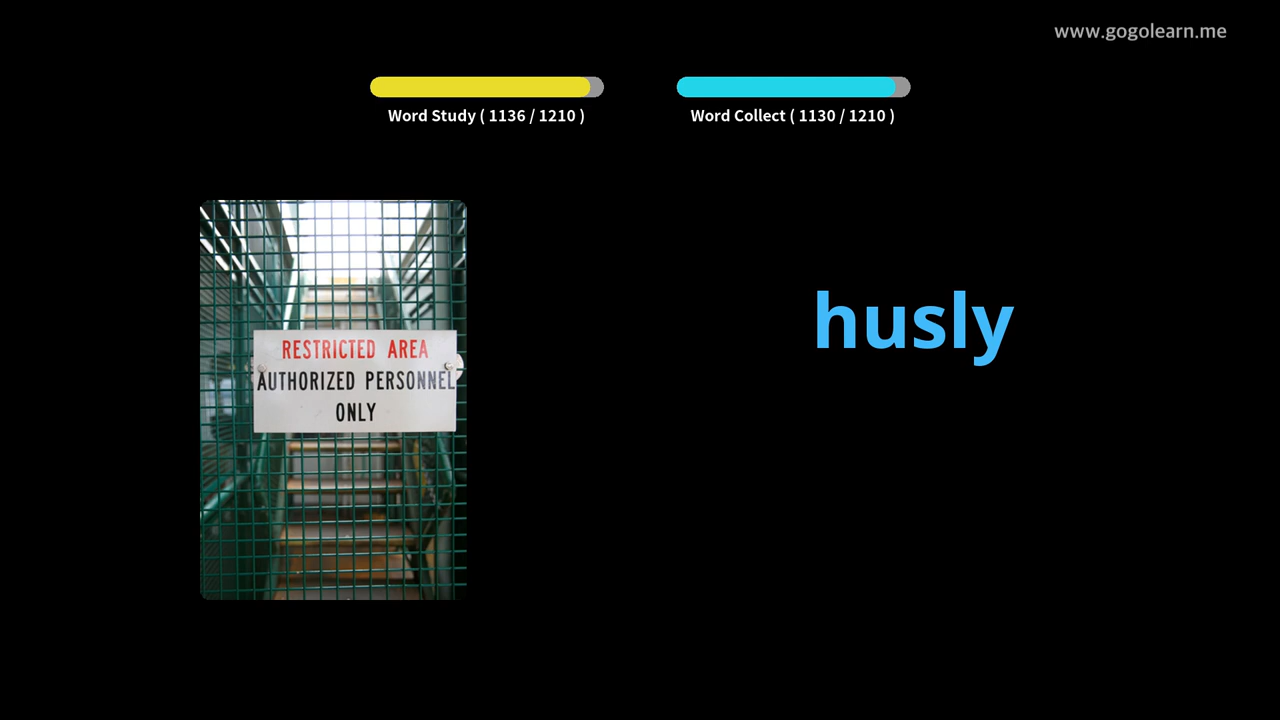 www.gogolearn.me
Word Study ( 1136 / 1210 )
Word Collect ( 1130 / 1210 )
RESTRICTED AREA
AUTHORIZED PERSONNEL
ONLY
husly